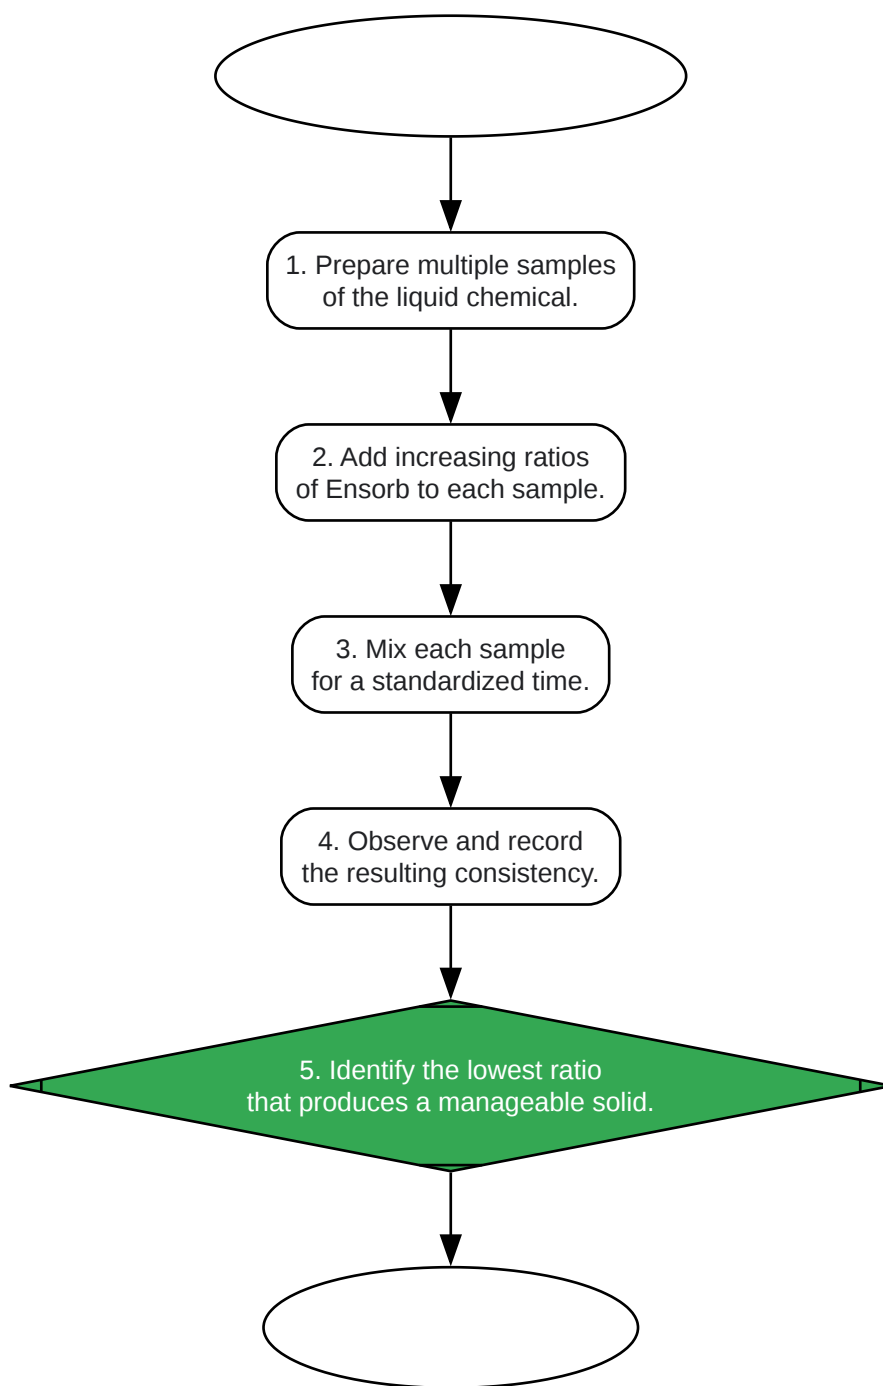 1. Prepare multiple samples
of the liquid chemical.
2. Add increasing ratios
of Ensorb to each sample.
3. Mix each sample
for a standardized time.
4. Observe and record
the resulting consistency.
5. Identify the lowest ratio
that produces a manageable solid.